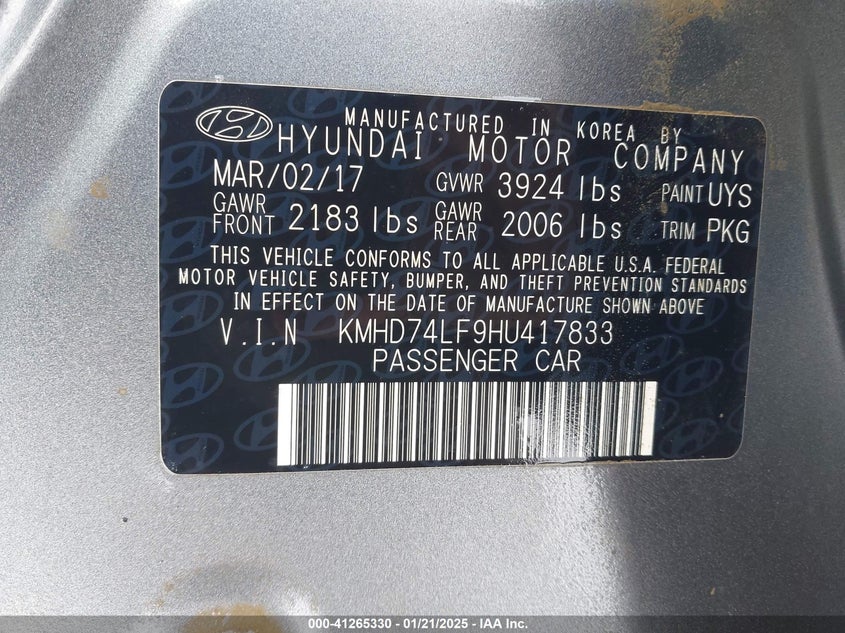 MANUFACTURED IN KOREA BY
HYUNDAI MOTOR COMPANY
MAR/02/17 GVWR 3924 lbs PAINT UYS
GAWR FRONT 2183 lbs GAWR REAR 2006 lbs TRIM PKG
THIS VEHICLE CONFORMS TO ALL APPLICABLE U.S.A. FEDERAL
MOTOR VEHICLE SAFETY, BUMPER, AND THEFT PREVENTION STANDARDS
IN EFFECT ON THE DATE OF MANUFACTURE SHOWN ABOVE
V.I.N KMHD74LF9HU417833
PASSENGER CAR
000-41265330 - 01/21/2025 - IAA Inc.